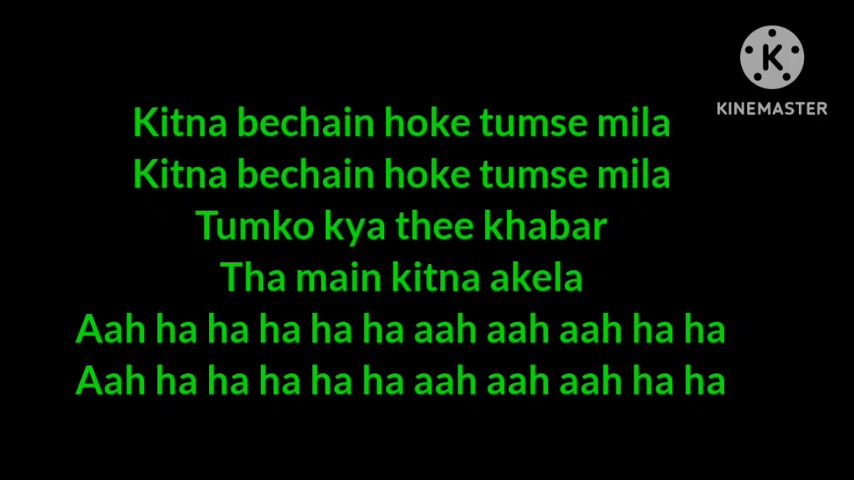 KINEMASTER
Kitna bechain hoke tumse mila
Kitna bechain hoke tumse mila
Tumko kya thee khabar
Tha main kitna akela
Aah ha ha ha ha ha aah aah aah ha ha
Aah ha ha ha ha ha aah aah aah ha ha